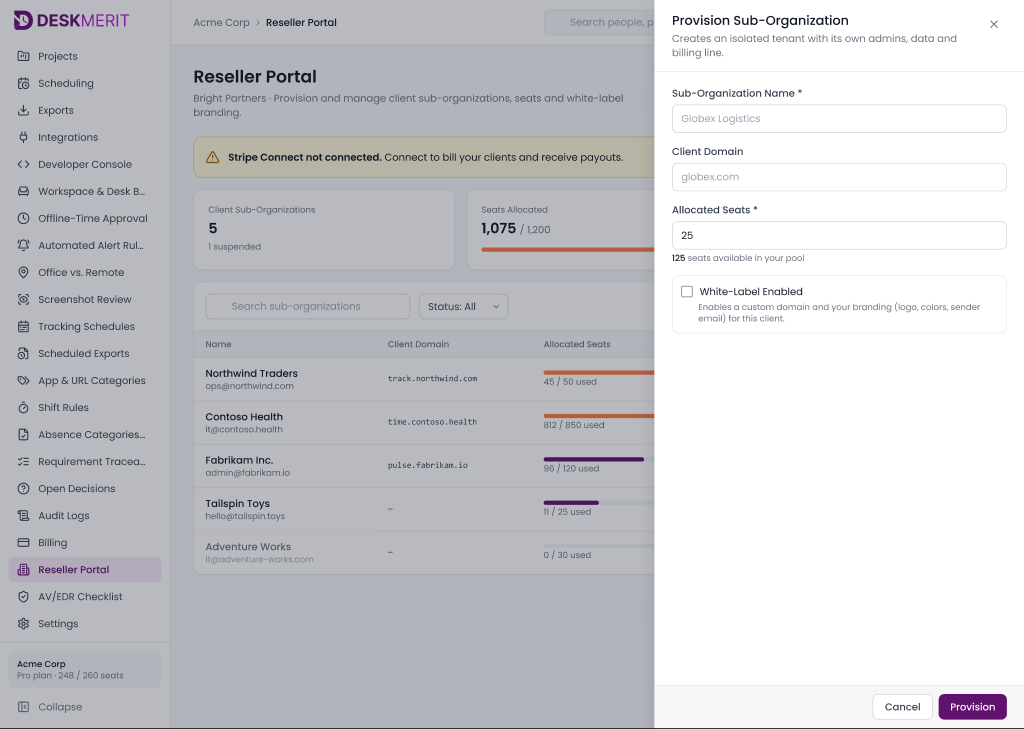 DESKMERIT
Projects
Scheduling
Exports
Integrations
Developer Console
Workspace & Desk B...
Offline-Time Approval
Automated Alert Rul...
Office vs. Remote
Screenshot Review
Tracking Schedules
Scheduled Exports
App & URL Categories
Shift Rules
Absence Categories...
Requirement Tracea...
Open Decisions
Audit Logs
Billing
Reseller Portal
AV/EDR Checklist
Settings
Acme Corp
Pro plan · 248 / 260 seats
Collapse
Acme Corp > Reseller Portal
Search people, p
Reseller Portal
Bright Partners · Provision and manage client sub-organizations, seats and white-label
branding.
Stripe Connect not connected. Connect to bill your clients and receive payouts.
Client Sub-Organizations
5
1 suspended
Seats Allocated
1,075 / 1,200
Search sub-organizations
Status: All
Name Client Domain Allocated Seats
Northwind Traders
ops@northwind.com
track.northwind.com
45 / 50 used
Contoso Health
it@contoso.health
time.contoso.health
812 / 850 used
Fabrikam Inc.
admin@fabrikam.io
pulse.fabrikam.io
96 / 120 used
Tailspin Toys
hello@tailspin.toys
–
11 / 25 used
Adventure Works
it@adventure-works.com
–
0 / 30 used
Provision Sub-Organization
Creates an isolated tenant with its own admins, data and
billing line.
Sub-Organization Name *
Globex Logistics
Client Domain
globex.com
Allocated Seats *
25
125 seats available in your pool
White-Label Enabled
Enables a custom domain and your branding (logo, colors, sender
email) for this client.
Cancel
Provision